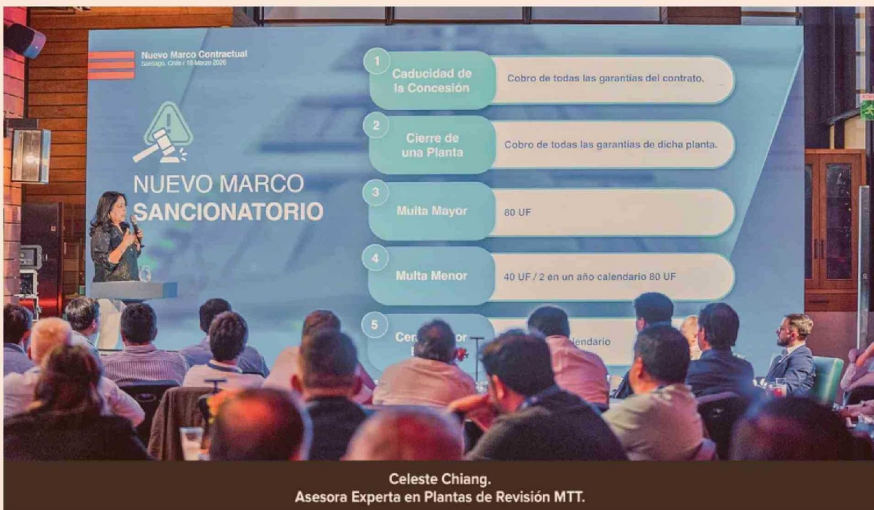 Nuevo Marco Contractual
Santiago, Chile / 18 Marzo 2026
NUEVO MARCO
SANCIONATORIO
1
Caducidad de
la Concesión
Cobro de todas las garantías del contrato.
2
Cierre de
una Planta
Cobro de todas las garantías de dicha planta.
3
Multa Mayor
80 UF
4
Multa Menor
40 UF / 2 en un año calendario 80 UF
5
Celeste Chiang.
Asesora Experta en Plantas de Revisión MTT.